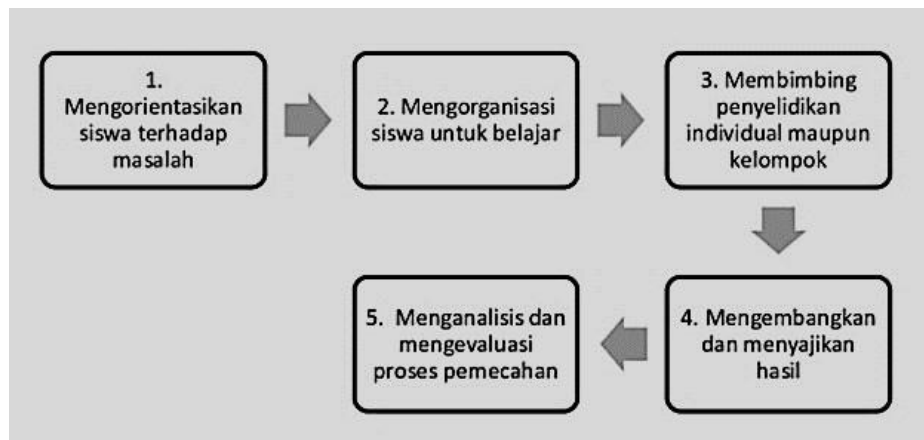 1.
Mengorientasikan
siswa terhadap
masalah
2. Mengorganisasi
siswa untuk belajar
3. Membimbing
penyelidikan
individual maupun
kelompok
4. Mengembangkan
dan menyajikan
hasil
5. Menganalisis dan
mengevaluasi
proses pemecahan